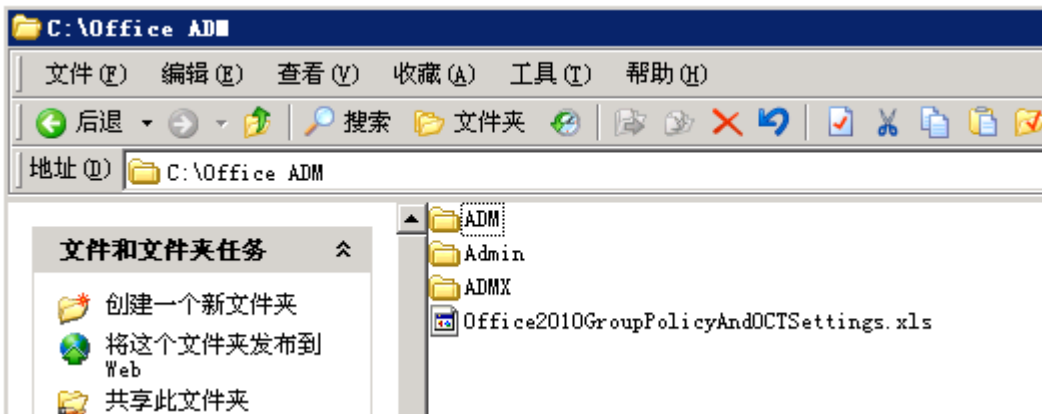 C:\Office ADM
文件(F) 编辑(E) 查看(V) 收藏(A) 工具(T) 帮助(H)
后退 搜索 文件夹
地址(D) C:\Office ADM
文件和文件夹任务
创建一个新文件夹
将这个文件夹发布到
Web
共享此文件夹
ADM
Admin
ADMX
Office2010GroupPolicyAndOCTSettings.xls